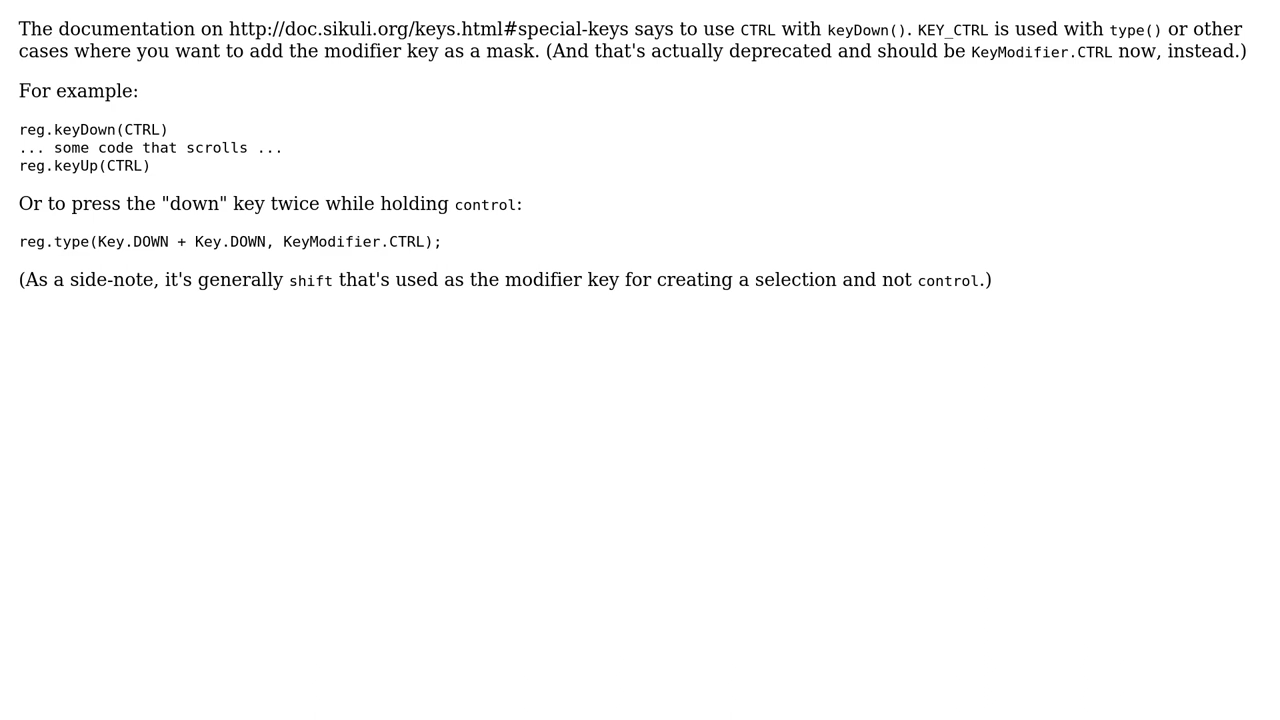 The documentation on http://doc.sikuli.org/keys.html#special-keys says to use CTRL with keyDown(). KEY_CTRL is used with type() or other
cases where you want to add the modifier key as a mask. (And that's actually deprecated and should be KeyModifier.CTRL now, instead.)
For example:
reg.keyDown(CTRL)
... some code that scrolls ...
reg.keyUp(CTRL)
Or to press the "down" key twice while holding control:
reg.type(Key.DOWN + Key.DOWN, KeyModifier.CTRL);
(As a side-note, it's generally shift that's used as the modifier key for creating a selection and not control.)